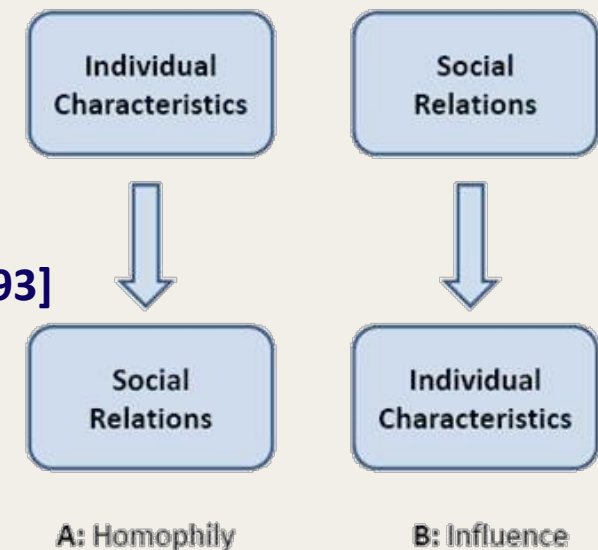 Individual
Characteristics
Social
Relations
93]
Social
Relations
Individual
Characteristics
A: Homophily
B: Influence